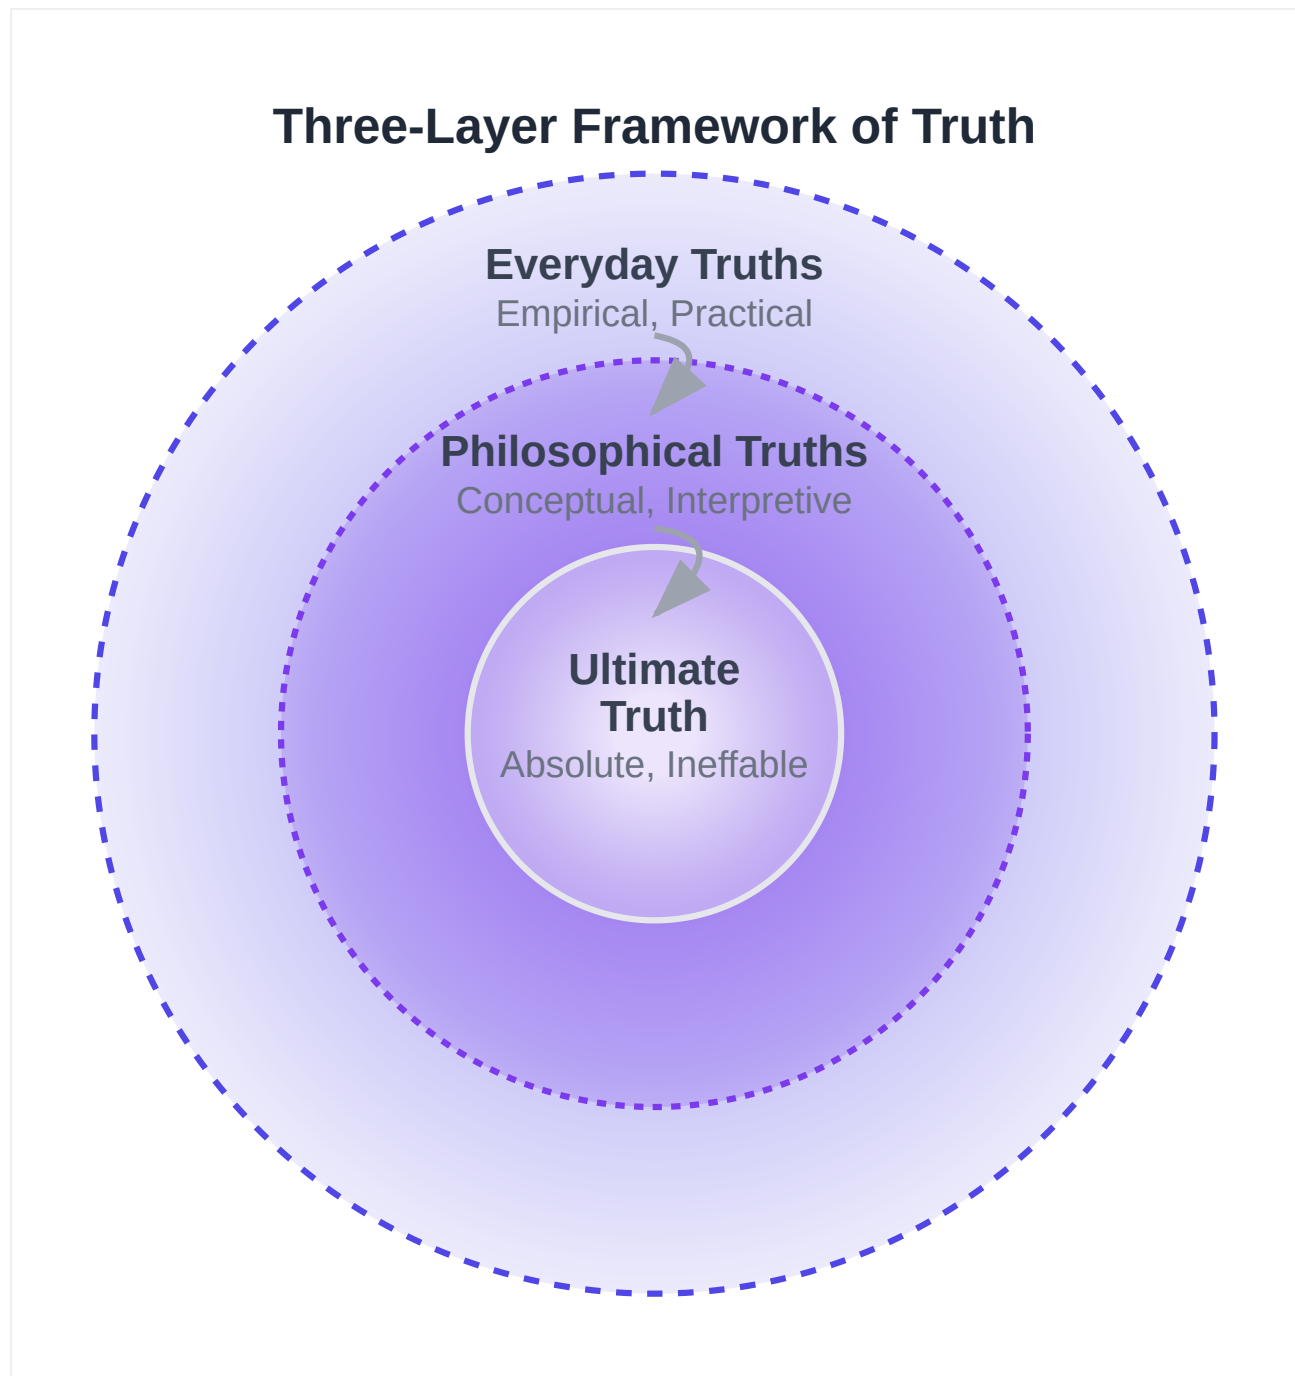 Three-Layer Framework of Truth
Everyday Truths
Empirical, Practical
Philosophical Truths
Conceptual, Interpretive
Ultimate
Truth
Absolute, Ineffable